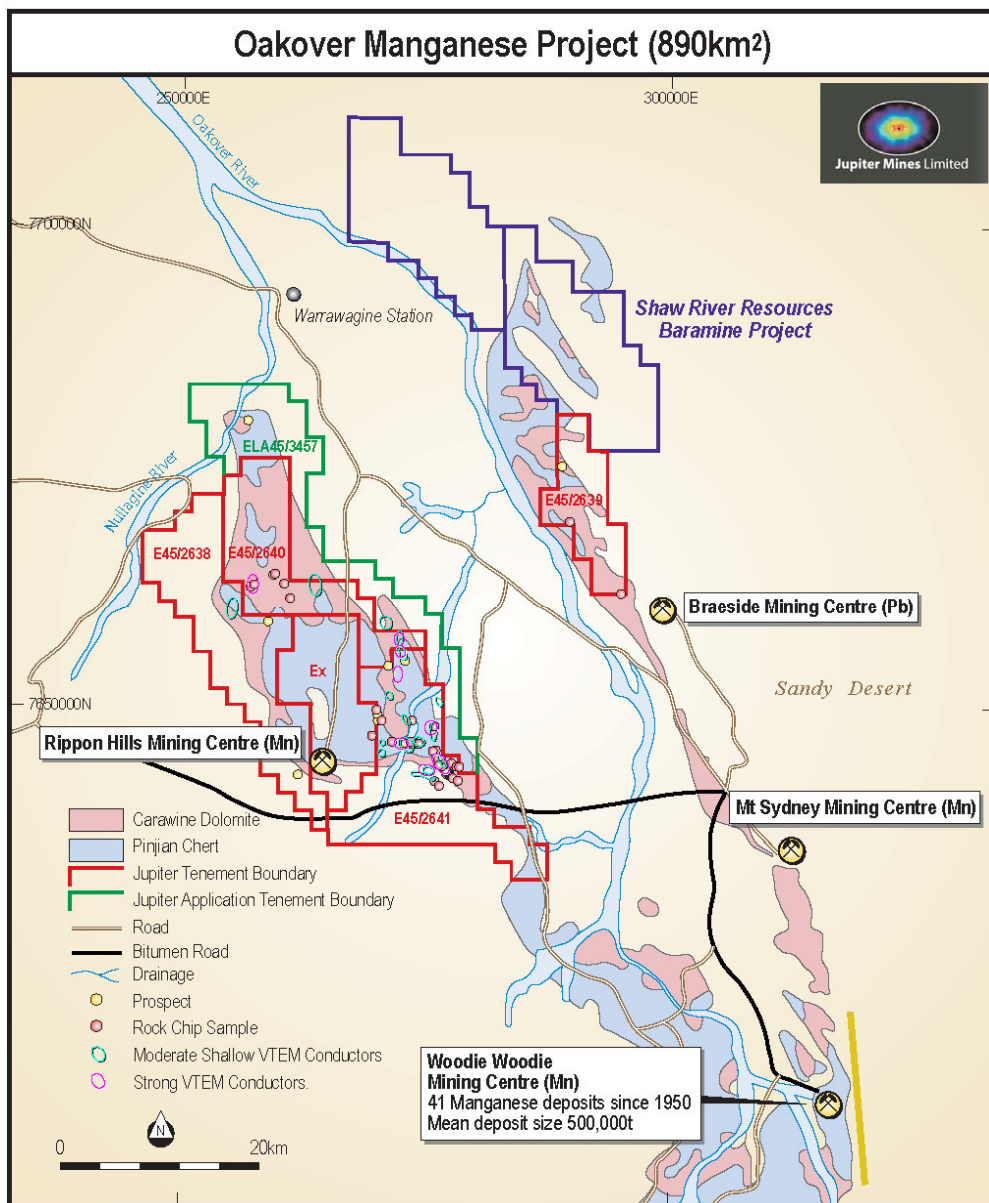 Oakover Manganese Project (890km²)
250000E
300000E
Oakover River
Jupiter Mines Limited
7700000N
Warrawagine Station
Shaw River Resources
Baramine Project
ELA45/3457
Nullagine River
E45/2638
E45/2640
E45/2639
Braeside Mining Centre (Pb)
Ex
Sandy Desert
7650000N
Rippon Hills Mining Centre (Mn)
Mt Sydney Mining Centre (Mn)
E45/2641
Carawine Dolomite
Pinjian Chert
Jupiter Tenement Boundary
Jupiter Application Tenement Boundary
Road
Bitumen Road
Drainage
Prospect
Rock Chip Sample
Moderate Shallow VTEM Conductors
Strong VTEM Conductors.
Woodie Woodie
Mining Centre (Mn)
41 Manganese deposits since 1950
Mean deposit size 500,000t
N
0
20km